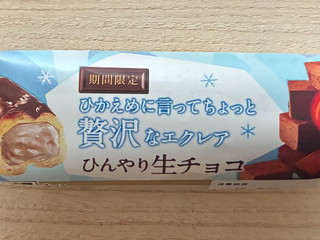 期間限定
ひかえめに言ってちょっと
贅沢なエクレア
ひんやり生チョコ